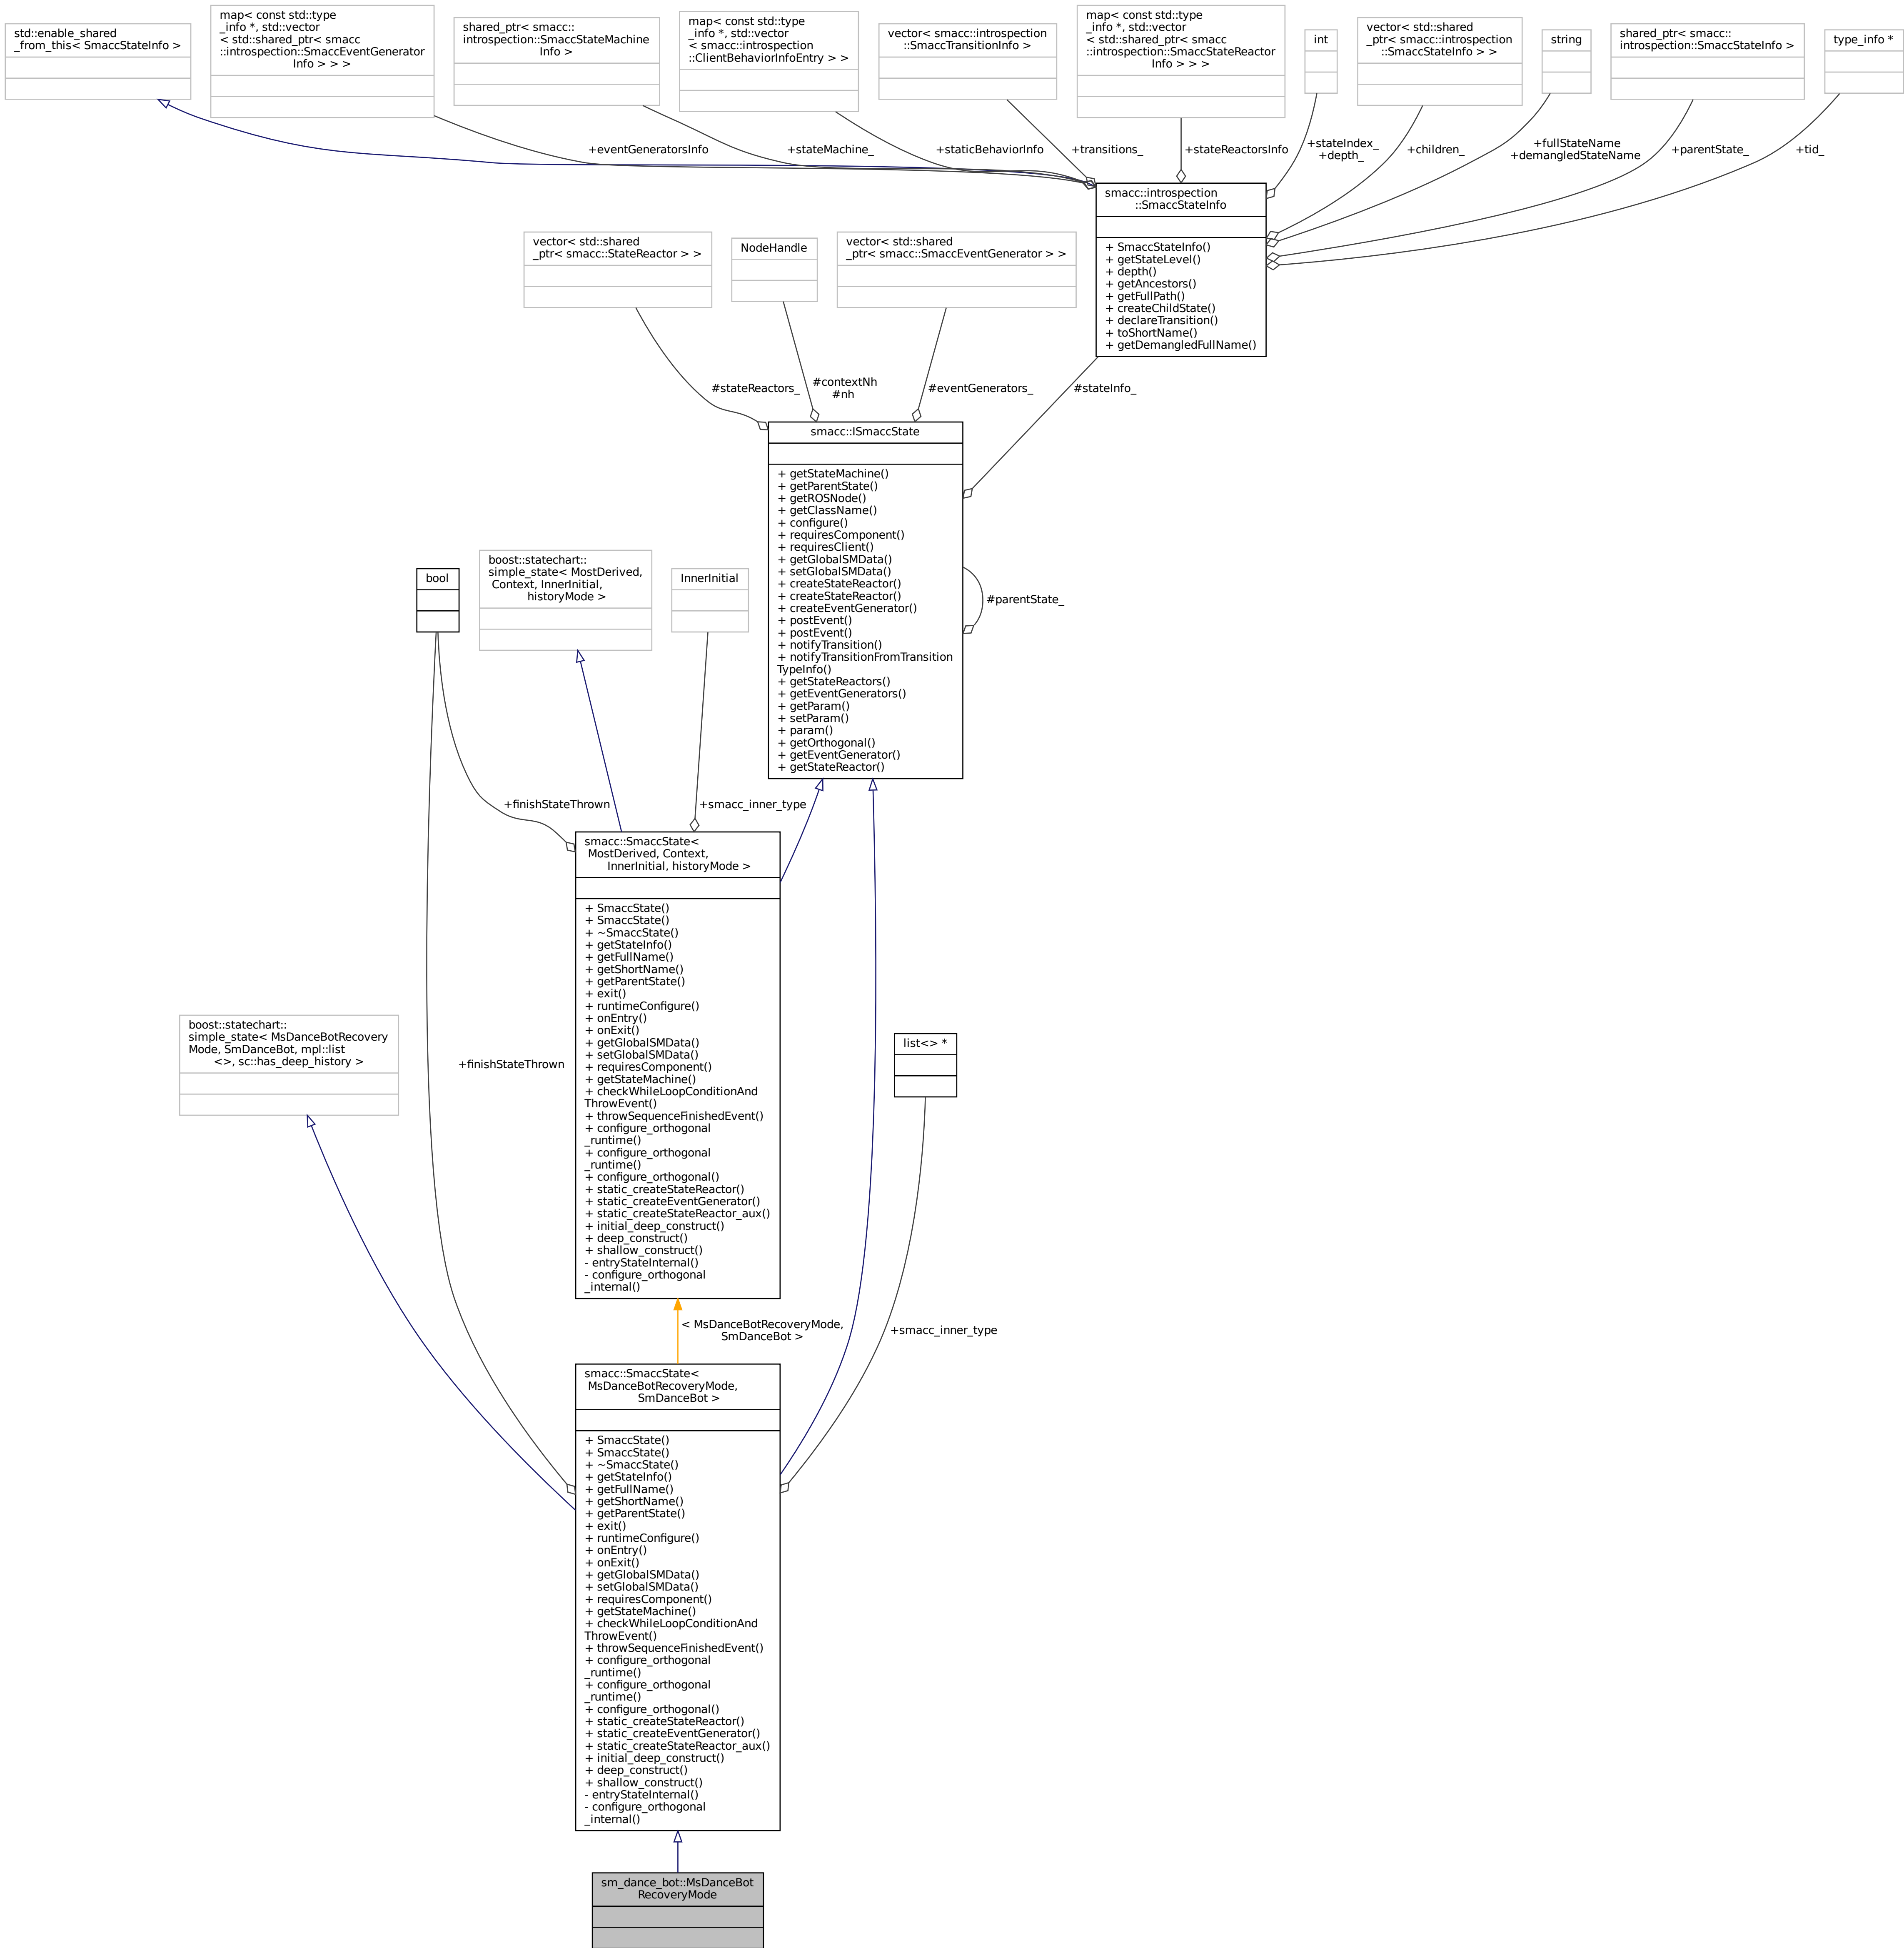 std::enable_shared
_from_this< SmaccStateInfo >
map< const std::type
_info *, std::vector
< std::shared_ptr< smacc
::introspection::SmaccEventGenerator
Info > > >
shared_ptr< smacc::
introspection::SmaccStateMachine
Info >
map< const std::type
_info *, std::vector
< smacc::introspection
::ClientBehaviorInfoEntry > >
vector< smacc::introspection
::SmaccTransitionInfo >
map< const std::type
_info *, std::vector
< std::shared_ptr< smacc
::introspection::SmaccStateReactor
Info > > >
int
vector< std::shared
_ptr< smacc::introspection
::SmaccStateInfo > >
string
shared_ptr< smacc::
introspection::SmaccStateInfo >
type_info *
+eventGeneratorsInfo
+stateMachine_
+staticBehaviorInfo
+transitions_
+stateReactorsInfo
+stateIndex_
+depth_
+children_
+fullStateName
+demangledStateName
+parentState_
+tid_
smacc::introspection
::SmaccStateInfo
+ SmaccStateInfo()
+ getStateLevel()
+ depth()
+ getAncestors()
+ getFullPath()
+ createChildState()
+ declareTransition()
+ toShortName()
+ getDemangledFullName()
vector< std::shared
_ptr< smacc::StateReactor > >
NodeHandle
vector< std::shared
_ptr< smacc::SmaccEventGenerator > >
#stateReactors_
#contextNh
#nh
#eventGenerators_
#stateInfo_
smacc::ISmaccState
+ getStateMachine()
+ getParentState()
+ getROSNode()
+ getClassName()
+ configure()
+ requiresComponent()
+ requiresClient()
+ getGlobalSMData()
+ setGlobalSMData()
+ createStateReactor()
+ createStateReactor()
+ createEventGenerator()
+ postEvent()
+ postEvent()
+ notifyTransition()
+ notifyTransitionFromTransition
TypeInfo()
+ getStateReactors()
+ getEventGenerators()
+ getParam()
+ setParam()
+ param()
+ getOrthogonal()
+ getEventGenerator()
+ getStateReactor()
#parentState_
bool
boost::statechart::
simple_state< MostDerived,
Context, InnerInitial,
historyMode >
InnerInitial
+finishStateThrown
+smacc_inner_type
smacc::SmaccState<
MostDerived, Context,
InnerInitial, historyMode >
+ SmaccState()
+ SmaccState()
+ ~SmaccState()
+ getStateInfo()
+ getFullName()
+ getShortName()
+ getParentState()
+ exit()
+ runtimeConfigure()
+ onEntry()
+ onExit()
+ getGlobalSMData()
+ setGlobalSMData()
+ requiresComponent()
+ getStateMachine()
+ checkWhileLoopConditionAnd
ThrowEvent()
+ throwSequenceFinishedEvent()
+ configure_orthogonal
_runtime()
+ configure_orthogonal
_runtime()
+ configure_orthogonal()
+ static_createStateReactor()
+ static_createEventGenerator()
+ static_createStateReactor_aux()
+ initial_deep_construct()
+ deep_construct()
+ shallow_construct()
- entryStateInternal()
- configure_orthogonal
_internal()
boost::statechart::
simple_state< MsDanceBotRecovery
Mode, SmDanceBot, mpl::list
<>, sc::has_deep_history >
+finishStateThrown
list<> *
< MsDanceBotRecoveryMode,
SmDanceBot >
+smacc_inner_type
smacc::SmaccState<
MsDanceBotRecoveryMode,
SmDanceBot >
+ SmaccState()
+ SmaccState()
+ ~SmaccState()
+ getStateInfo()
+ getFullName()
+ getShortName()
+ getParentState()
+ exit()
+ runtimeConfigure()
+ onEntry()
+ onExit()
+ getGlobalSMData()
+ setGlobalSMData()
+ requiresComponent()
+ getStateMachine()
+ checkWhileLoopConditionAnd
ThrowEvent()
+ throwSequenceFinishedEvent()
+ configure_orthogonal
_runtime()
+ configure_orthogonal
_runtime()
+ configure_orthogonal()
+ static_createStateReactor()
+ static_createEventGenerator()
+ static_createStateReactor_aux()
+ initial_deep_construct()
+ deep_construct()
+ shallow_construct()
- entryStateInternal()
- configure_orthogonal
_internal()
sm_dance_bot::MsDanceBot
RecoveryMode